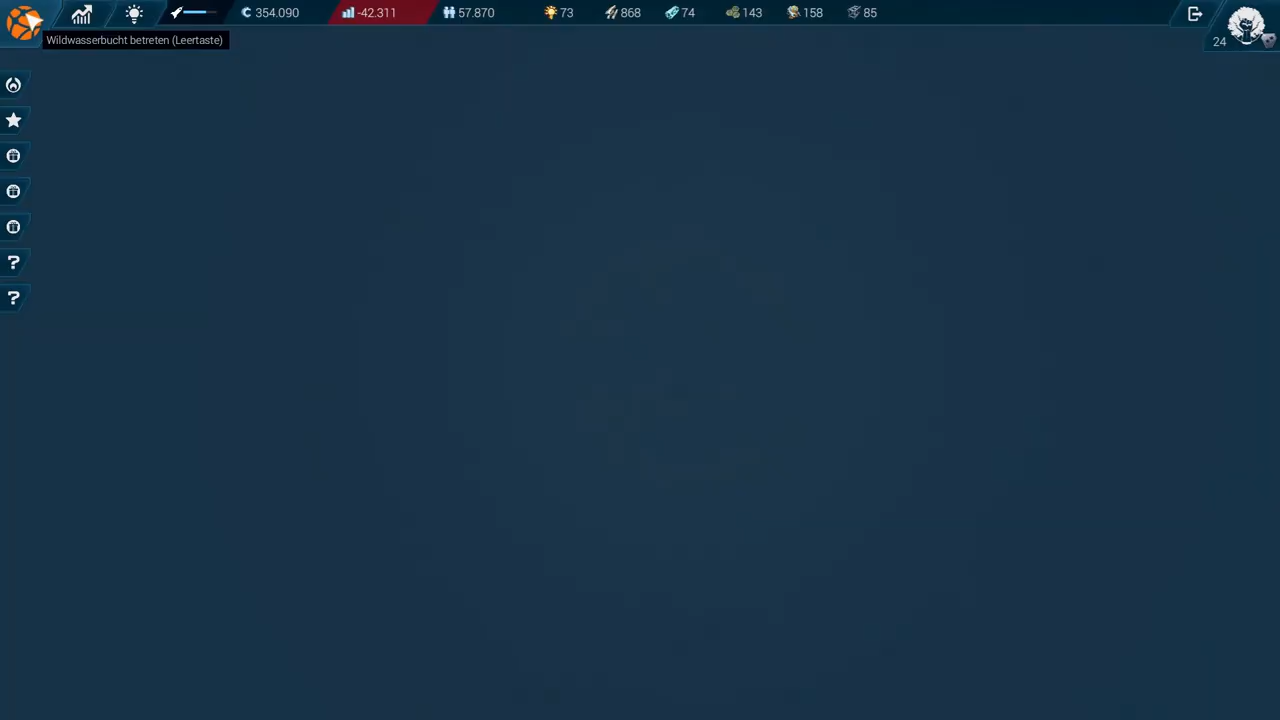 354.090 -42.311 57.870 73 868 74 143 158 85
Wildwasserbucht betreten (Leertaste)
24
?
?